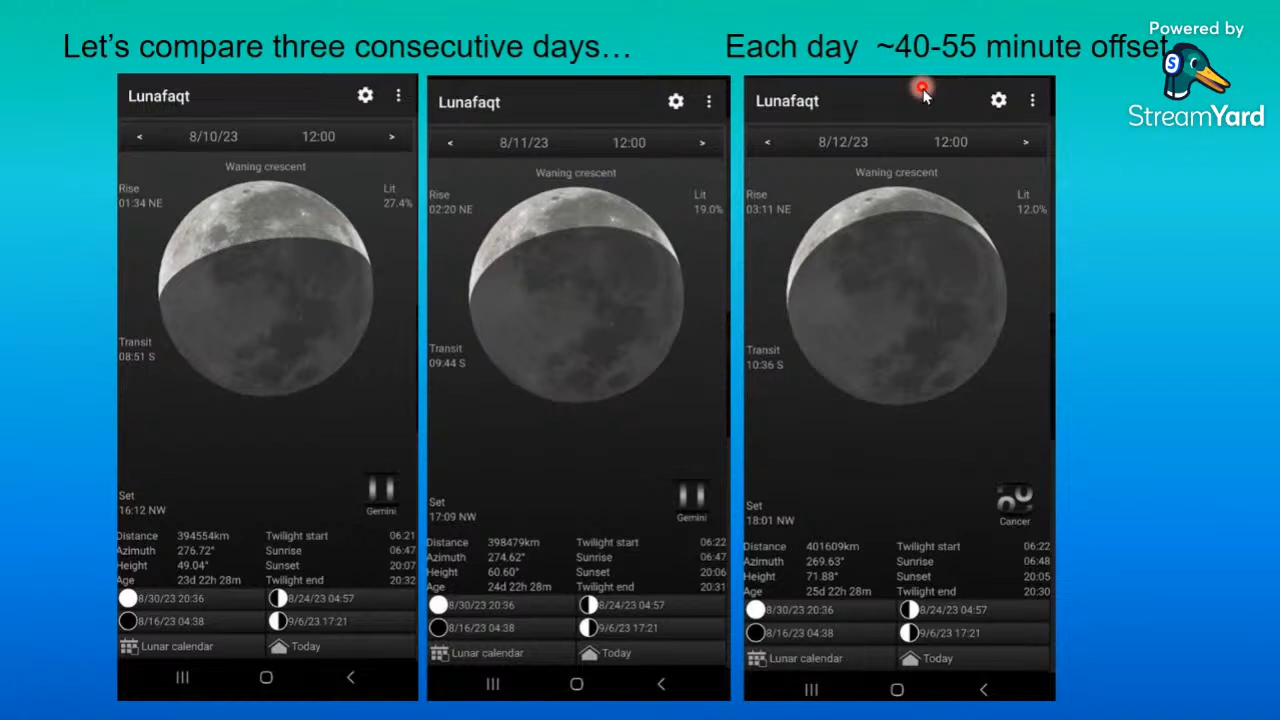 Let's compare three consecutive days…
Each day ~40-55 minute offset
Powered by
StreamYard
Lunafaqt
< 8/10/23 12:00 >
Waning crescent
Rise
01:34 NE
Lit
27.4%
Transit
08:51 S
Set
16:12 NW
Gemini
Distance 394554km Twilight start 06:21
Azimuth 276.72° Sunrise 06:47
Height 49.04° Sunset 20:07
Age 23d 22h 28m Twilight end 20:32
8/30/23 20:36 8/24/23 04:57
8/16/23 04:38 9/6/23 17:21
Lunar calendar Today
Lunafaqt
< 8/11/23 12:00 >
Waning crescent
Rise
02:20 NE
Lit
19.0%
Transit
09:44 S
Set
17:09 NW
Gemini
Distance 398479km Twilight start 06:22
Azimuth 274.62° Sunrise 06:47
Height 60.60° Sunset 20:06
Age 24d 22h 28m Twilight end 20:31
8/30/23 20:36 8/24/23 04:57
8/16/23 04:38 9/6/23 17:21
Lunar calendar Today
Lunafaqt
< 8/12/23 12:00 >
Waning crescent
Rise
03:11 NE
Lit
12.0%
Transit
10:36 S
Set
18:01 NW
Cancer
Distance 401609km Twilight start 06:22
Azimuth 269.63° Sunrise 06:48
Height 71.88° Sunset 20:05
Age 25d 22h 28m Twilight end 20:30
8/30/23 20:36 8/24/23 04:57
8/16/23 04:38 9/6/23 17:21
Lunar calendar Today